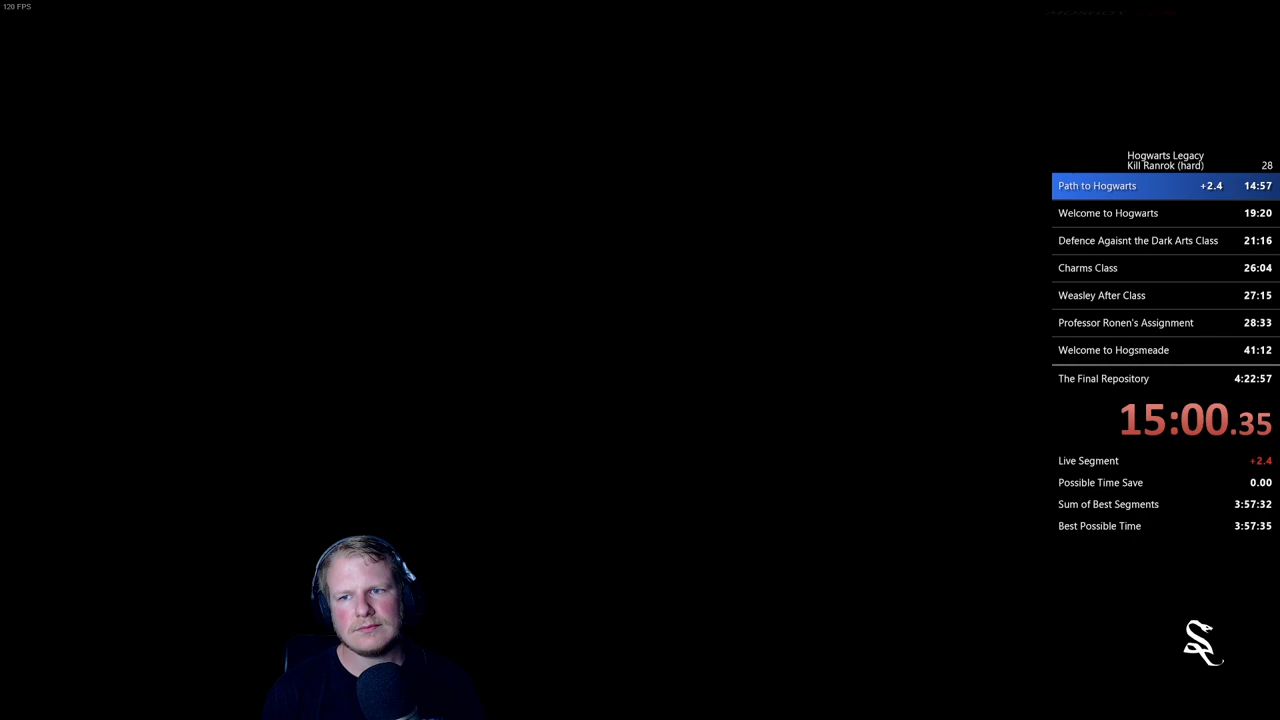 120 FPS
Hogwarts Legacy
Kill Ranrok (hard) 28
Path to Hogwarts +2.4 14:57
Welcome to Hogwarts 19:20
Defence Agaisnt the Dark Arts Class 21:16
Charms Class 26:04
Weasley After Class 27:15
Professor Ronen's Assignment 28:33
Welcome to Hogsmeade 41:12
The Final Repository 4:22:57
15:00.35
Live Segment +2.4
Possible Time Save 0.00
Sum of Best Segments 3:57:32
Best Possible Time 3:57:35